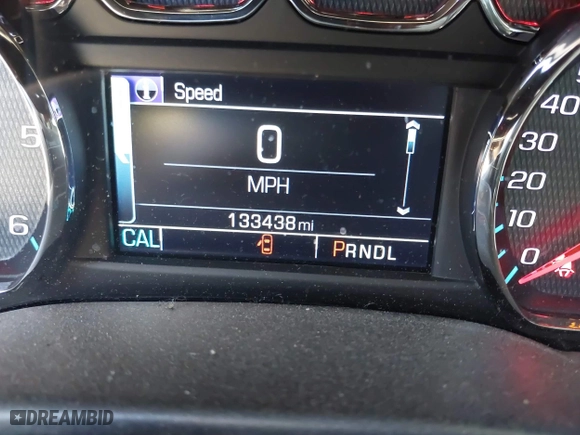 Speed
0
MPH
133438 mi
CAL
PRNDL
5
6
40
30
20
10
0
DREAMBID